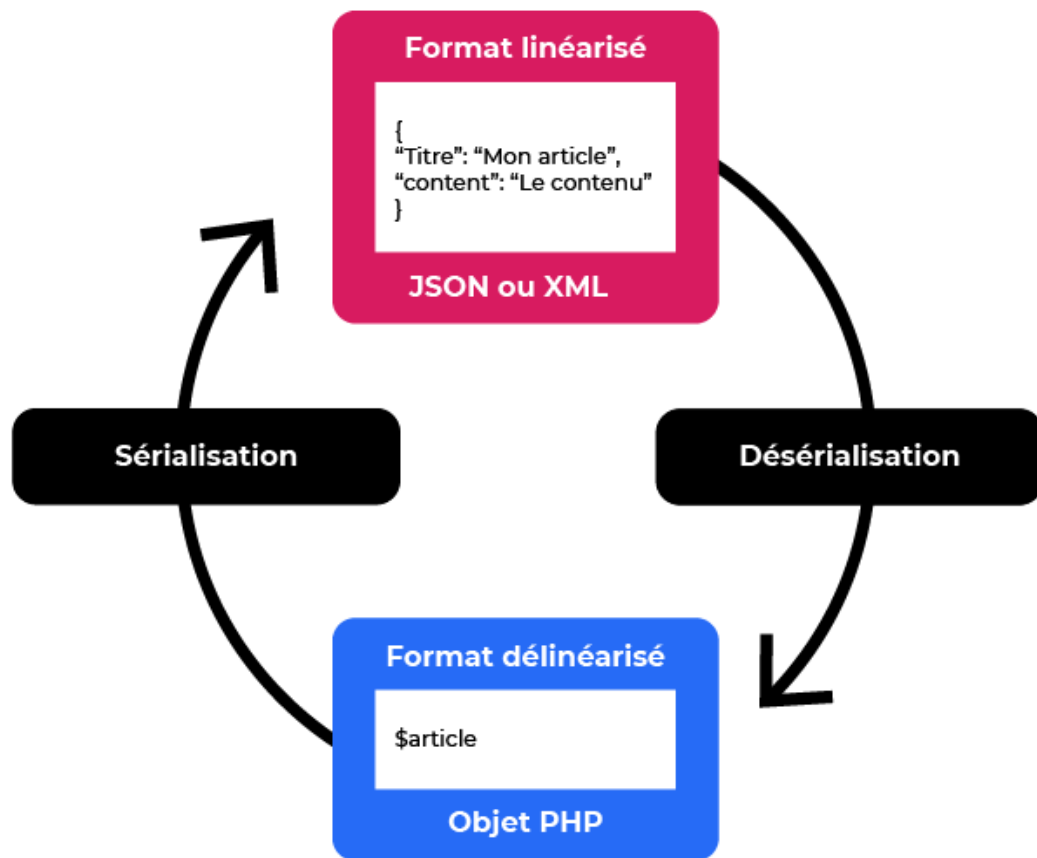 Format linéarisé
{
“Titre”: “Mon article”,
“content”: “Le contenu”
}
JSON ou XML
Sérialisation
Désérialisation
Format délinéarisé
$article
Objet PHP